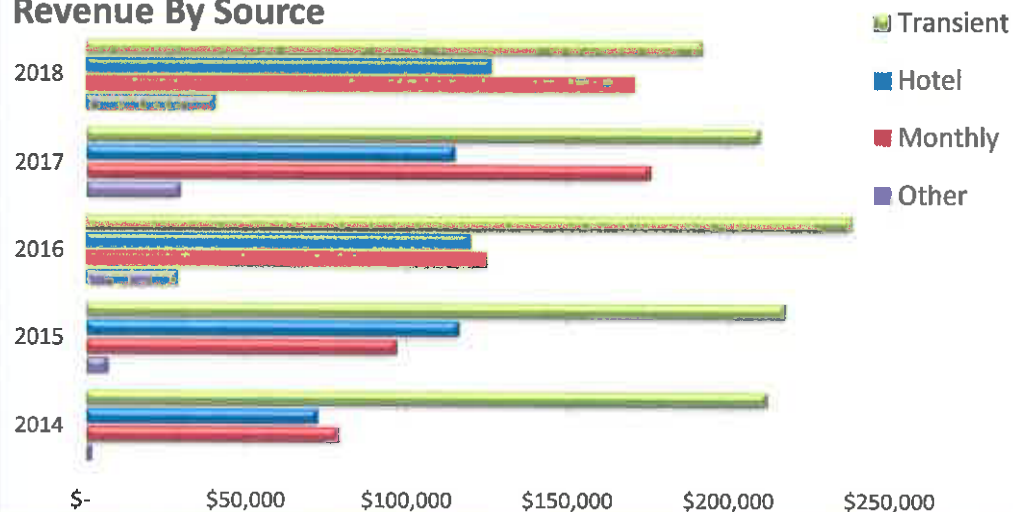 Revenue By Source
Transient
Hotel
Monthly
Other
2018
2017
2016
2015
2014
$-
$50,000
$100,000
$150,000
$200,000
$250,000